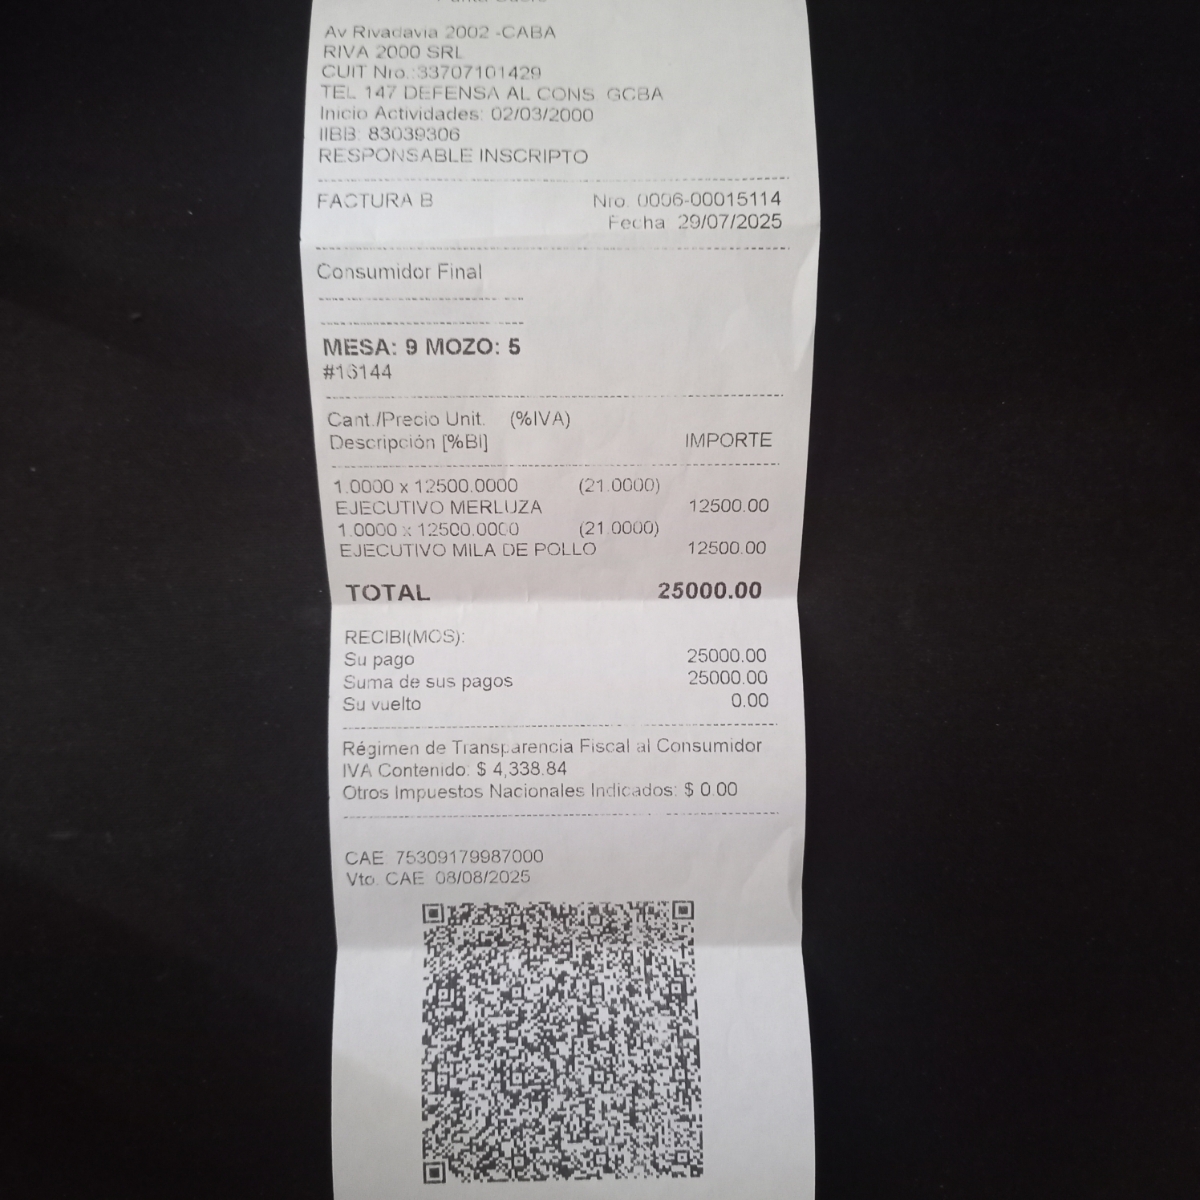 Av Rivadavia 2002 -CABA
RIVA 2000 SRL
CUIT Nro.:33707101429
TEL 147 DEFENSA AL CONS. GCBA
Inicio Actividades: 02/03/2000
IIBB: 83039306
RESPONSABLE INSCRIPTO
FACTURA B Nro. 0006-00015114
Fecha 29/07/2025
Consumidor Final
MESA: 9 MOZO: 5
#16144
Cant./Precio Unit. (%IVA)
Descripción [%BI] IMPORTE
1.0000 x 12500.0000 (21.0000)
EJECUTIVO MERLUZA 12500.00
1.0000 x 12500.0000 (21.0000)
EJECUTIVO MILA DE POLLO 12500.00
TOTAL 25000.00
RECIBI(MOS):
Su pago 25000.00
Suma de sus pagos 25000.00
Su vuelto 0.00
Régimen de Transparencia Fiscal al Consumidor
IVA Contenido: $ 4,338.84
Otros Impuestos Nacionales Indicados: $ 0.00
CAE 75309179987000
Vto. CAE 08/08/2025